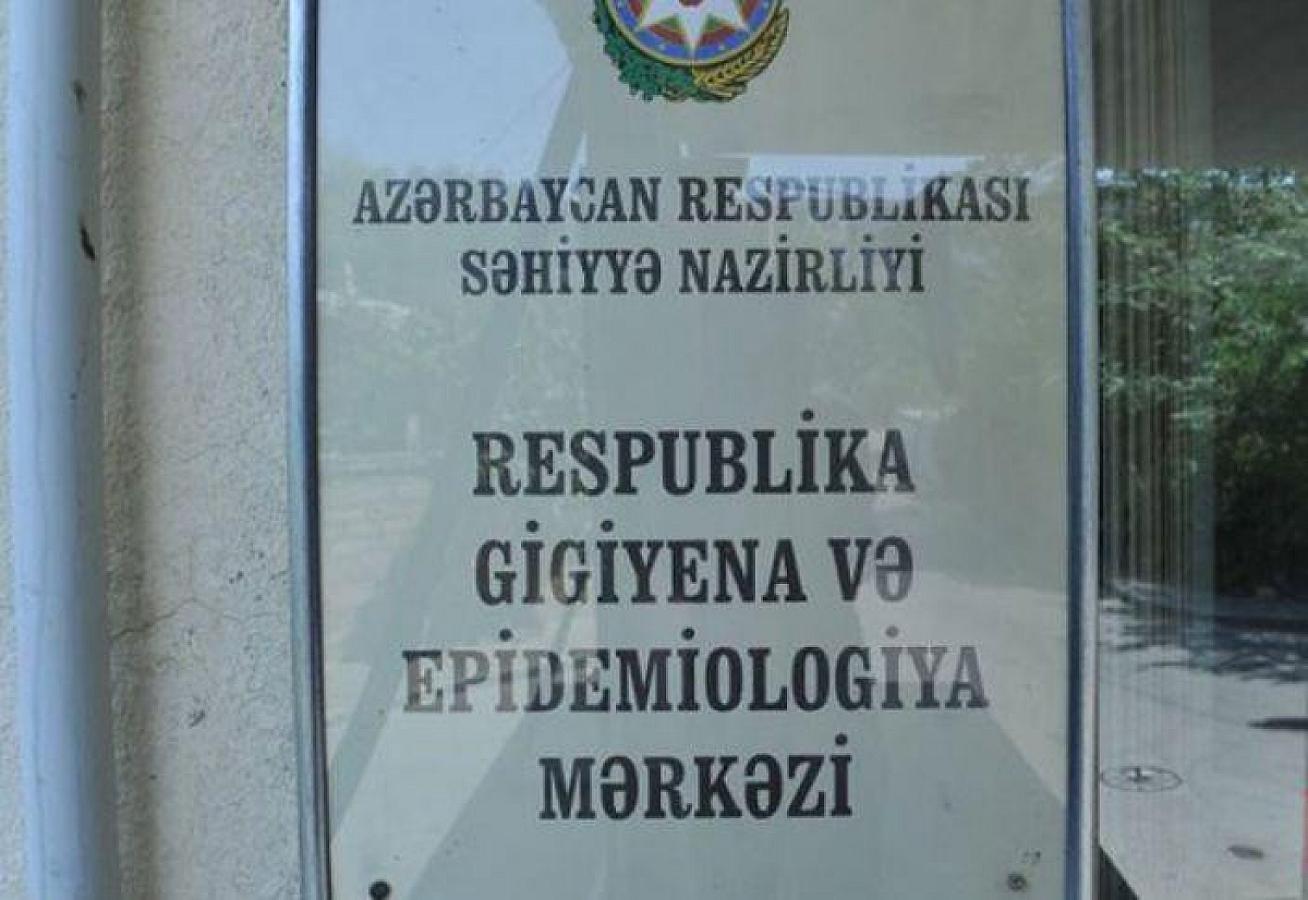 AZƏRBAYCAN RESPUBLİKASI
SƏHİYYƏ NAZİRLİYİ
RESPUBLİKA
GİGİYENA VƏ
EPİDEMİOLOGİYA
MƏRKƏZİ